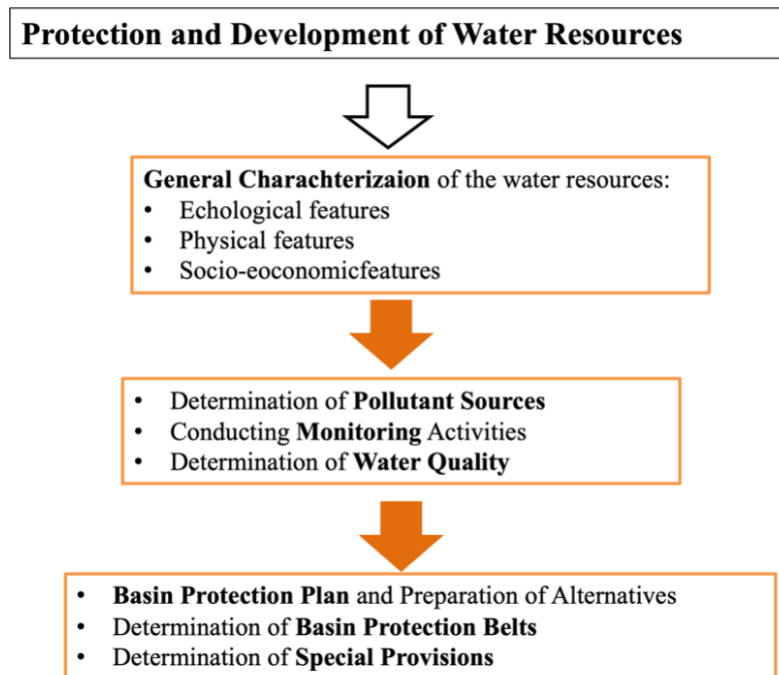 Protection and Development of Water Resources
General Charachterizaion of the water resources:
• Echological features
• Physical features
• Socio-eoconomicfeatures
• Determination of Pollutant Sources
• Conducting Monitoring Activities
• Determination of Water Quality
• Basin Protection Plan and Preparation of Alternatives
• Determination of Basin Protection Belts
• Determination of Special Provisions